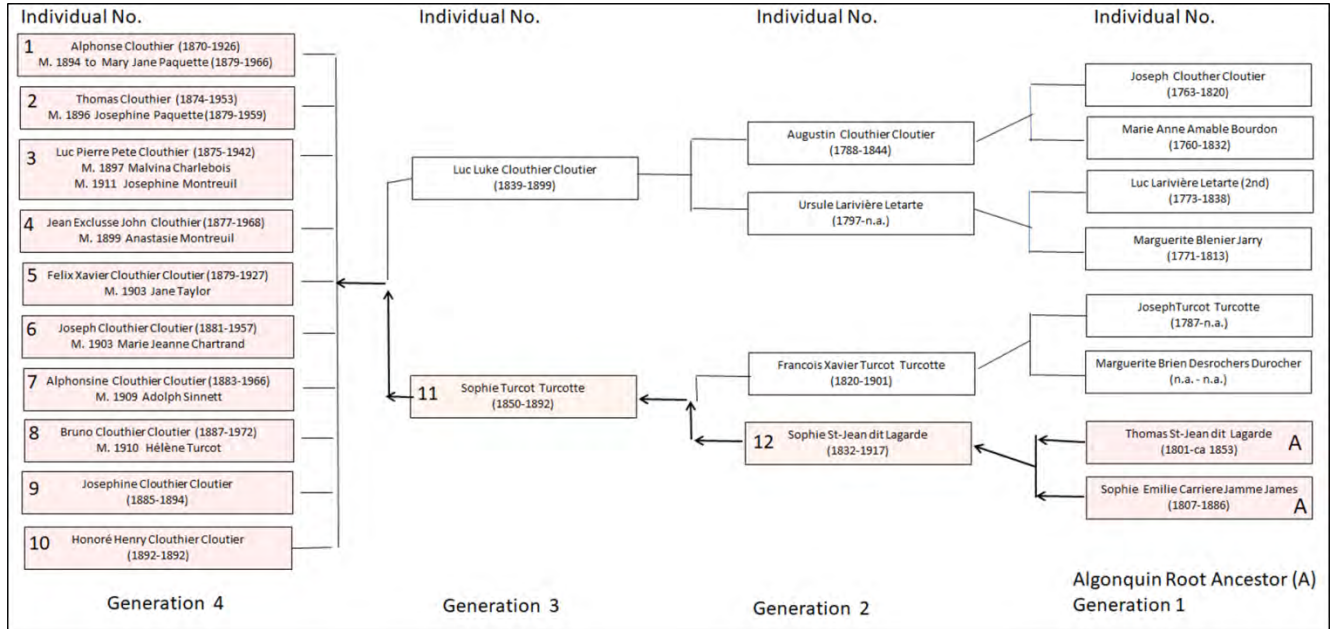 Individual No.
Individual No.
Individual No.
Individual No.
1
Alphonse Clouthier (1870-1926)
M. 1894 to Mary Jane Paquette (1879-1966)
2
Thomas Clouthier (1874-1953)
M. 1896 Josephine Paquette (1879-1959)
3
Luc Pierre Pete Clouthier (1875-1942)
M. 1897 Malvina Charlebois
M. 1911 Josephine Montreuil
4
Jean Exclusse John Clouthier (1877-1968)
M. 1899 Anastasie Montreuil
5
Felix Xavier Clouthier Cloutier (1879-1927)
M. 1903 Jane Taylor
6
Joseph Clouthier Cloutier (1881-1957)
M. 1903 Marie Jeanne Chartrand
7
Alphonsine Clouthier Cloutier (1883-1966)
M. 1909 Adolph Sinnett
8
Bruno Clouthier Cloutier (1887-1972)
M. 1910 Hélène Turcot
9
Josephine Clouthier Cloutier
(1885-1894)
10
Honoré Henry Clouthier Cloutier
(1892-1892)
Generation 4
Luc Luke Clouthier Cloutier
(1839-1899)
11
Sophie Turcot Turcotte
(1850-1892)
Generation 3
Augustin Clouthier Cloutier
(1788-1844)
Ursule Larivière Letarte
(1797-n.a.)
Francois Xavier Turcot Turcotte
(1820-1901)
12
Sophie St-Jean dit Lagarde
(1832-1917)
Generation 2
Joseph Clouther Cloutier
(1763-1820)
Marie Anne Amable Bourdon
(1760-1832)
Luc Larivière Letarte (2nd)
(1773-1838)
Marguerite Blenier Jarry
(1771-1813)
JosephTurcot Turcotte
(1787-n.a.)
Marguerite Brien Desrochers Durocher
(n.a. - n.a.)
Thomas St-Jean dit Lagarde
(1801-ca 1853)
A
Sophie Emilie Carriere Jamme James
(1807-1886)
A
Algonquin Root Ancestor (A)
Generation 1